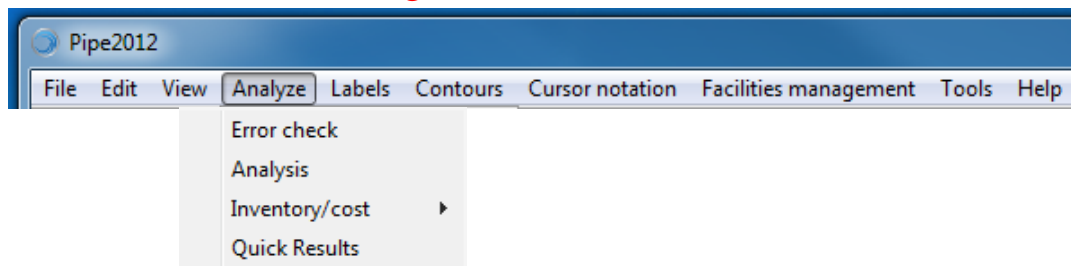 Pipe2012
File Edit View Analyze Labels Contours Cursor notation Facilities management Tools Help
Error check
Analysis
Inventory/cost
Quick Results